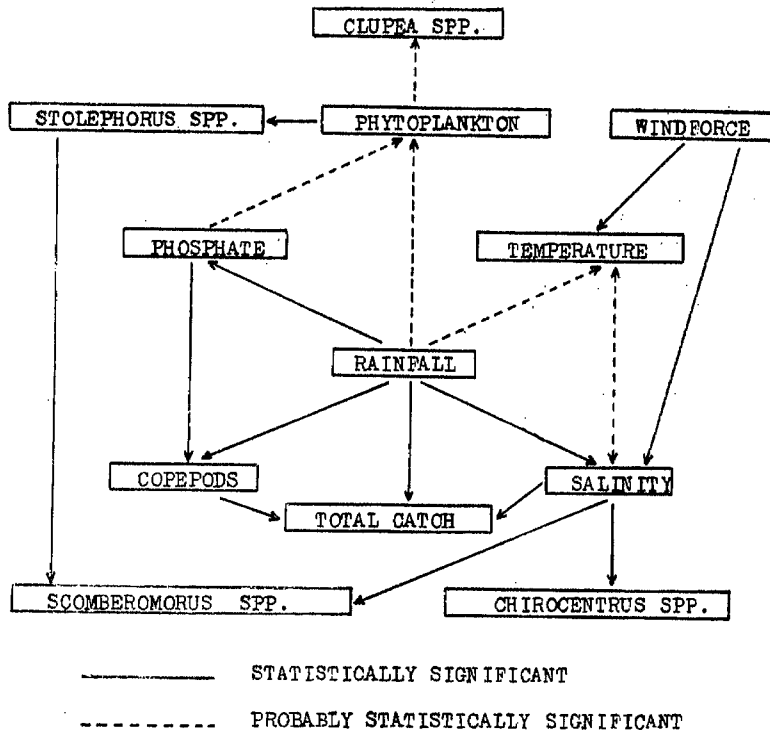 CLUPEA SPP.
STOLEPHORUS SPP.
PHYTOPLANKTON
WINDFORCE
PHOSPHATE
TEMPERATURE
RAINFALL
COPEPODS
SALINITY
TOTAL CATCH
SCOMBEROMORUS SPP.
CHIROCENTRUS SPP.
STATISTICALLY SIGNIFICANT
PROBABLY STATISTICALLY SIGNIFICANT